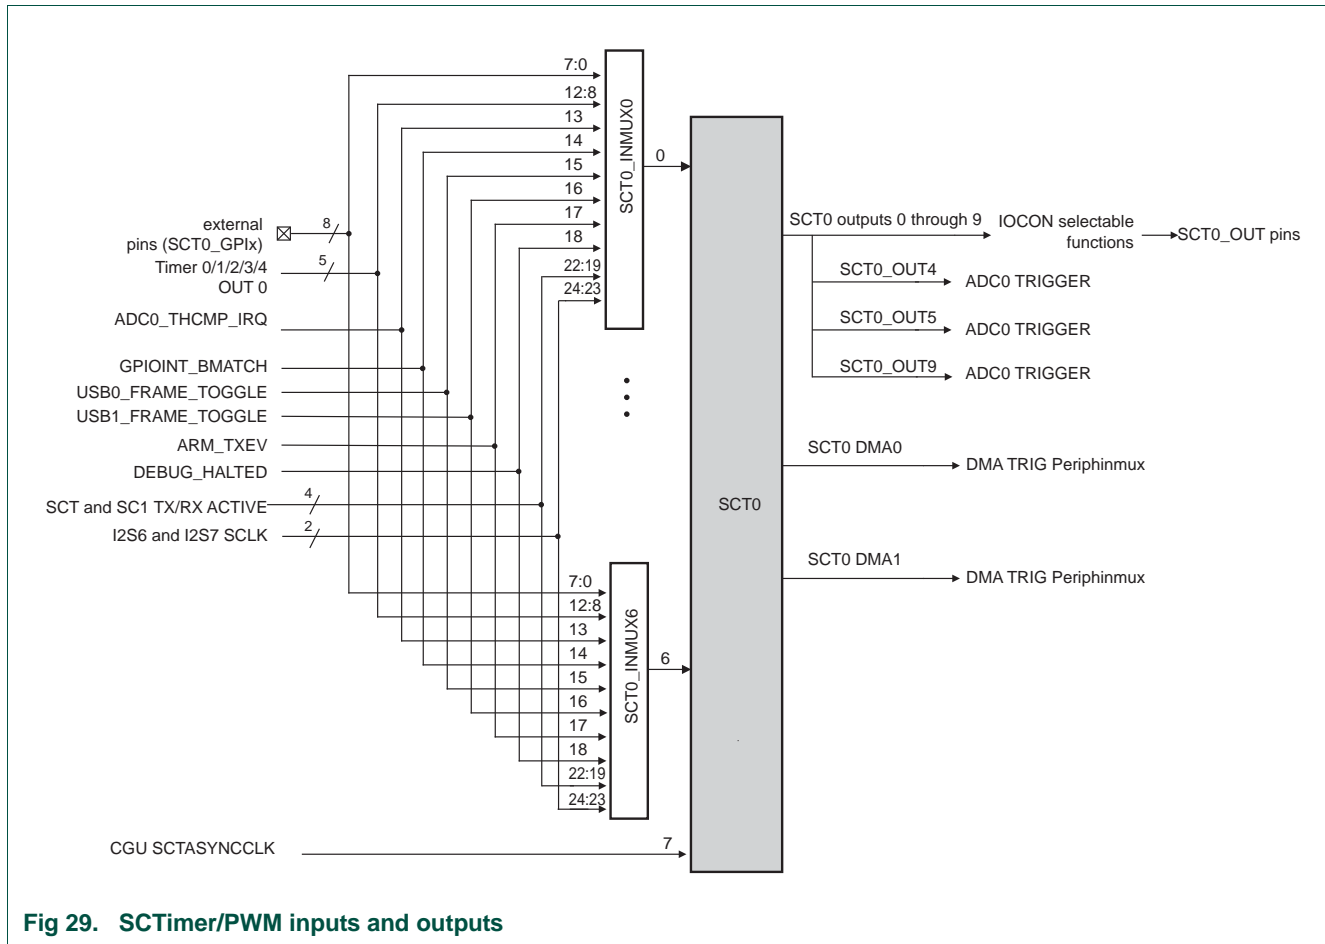 7:0
12:8
13
14
15
16
17
18
22:19
24:23
SCT0_INMUX0
0
external
pins (SCT0_GPIx)
8
Timer 0/1/2/3/4
OUT 0
5
ADC0_THCMP_IRQ
GPIOINT_BMATCH
USB0_FRAME_TOGGLE
USB1_FRAME_TOGGLE
ARM_TXEV
DEBUG_HALTED
SCT and SC1 TX/RX ACTIVE
4
I2S6 and I2S7 SCLK
2
7:0
12:8
13
14
15
16
17
18
22:19
24:23
SCT0_INMUX6
6
CGU SCTASYNCCLK
7
SCT0
SCT0 outputs 0 through 9
IOCON selectable
functions
SCT0_OUT pins
SCT0_OUT4
ADC0 TRIGGER
SCT0_OUT5
ADC0 TRIGGER
SCT0_OUT9
ADC0 TRIGGER
SCT0 DMA0
DMA TRIG Periphinmux
SCT0 DMA1
DMA TRIG Periphinmux
Fig 29. SCTimer/PWM inputs and outputs